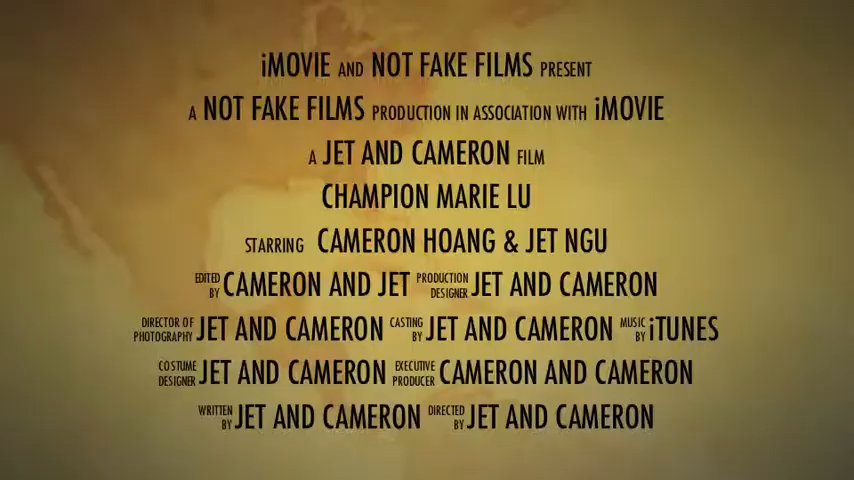 iMOVIE AND NOT FAKE FILMS PRESENT
A NOT FAKE FILMS PRODUCTION IN ASSOCIATION WITH iMOVIE
A JET AND CAMERON FILM
CHAMPION MARIE LU
STARRING CAMERON HOANG & JET NGU
EDITED BY CAMERON AND JET PRODUCTION DESIGNER JET AND CAMERON
DIRECTOR OF PHOTOGRAPHY JET AND CAMERON CASTING BY JET AND CAMERON MUSIC BY iTUNES
COSTUME DESIGNER JET AND CAMERON EXECUTIVE PRODUCER CAMERON AND CAMERON
WRITTEN BY JET AND CAMERON DIRECTED BY JET AND CAMERON